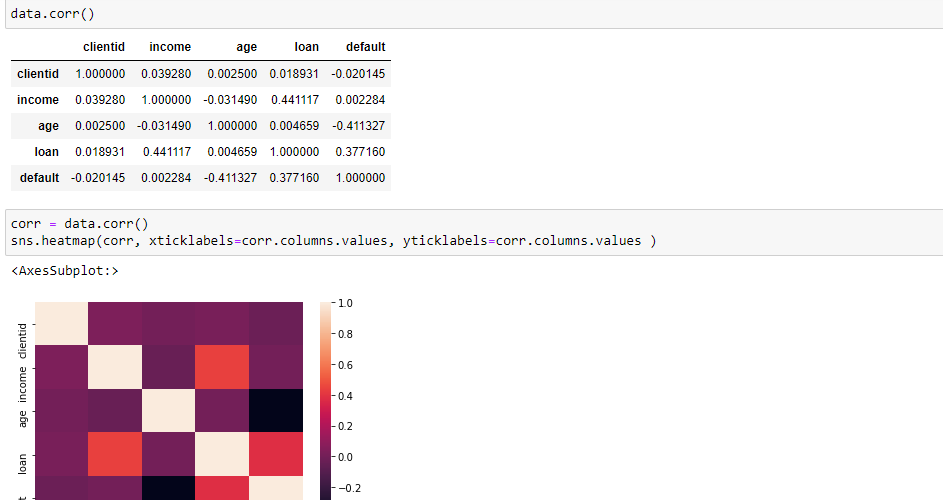 data.corr()
clientid income age loan default
clientid 1.000000 0.039280 0.002500 0.018931 -0.020145
income 0.039280 1.000000 -0.031490 0.441117 0.002284
age 0.002500 -0.031490 1.000000 0.004659 -0.411327
loan 0.018931 0.441117 0.004659 1.000000 0.377160
default -0.020145 0.002284 -0.411327 0.377160 1.000000
corr = data.corr()
sns.heatmap(corr, xticklabels=corr.columns.values, yticklabels=corr.columns.values )
<AxesSubplot:>
clientid
income
age
loan
1.0
0.8
0.6
0.4
0.2
0.0
−0.2